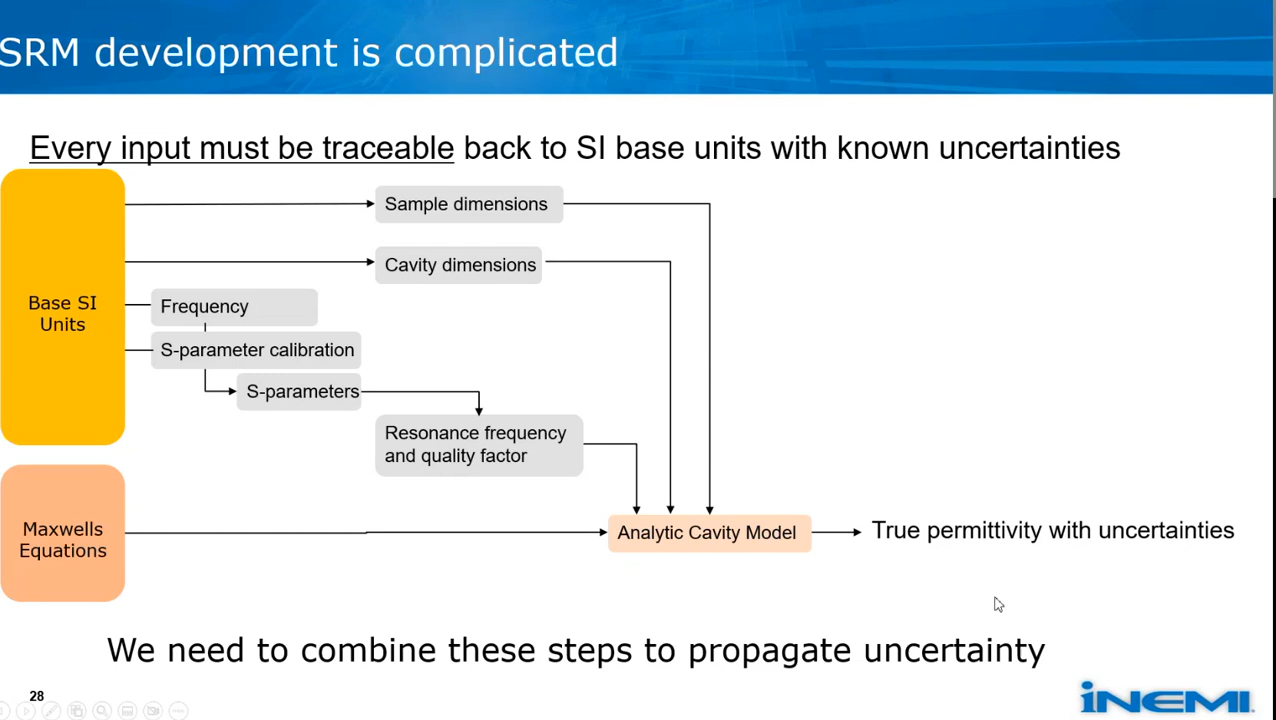 SRM development is complicated
Every input must be traceable back to SI base units with known uncertainties
Sample dimensions
Cavity dimensions
Base SI
Units
Frequency
S-parameter calibration
S-parameters
Resonance frequency
and quality factor
Maxwells
Equations
Analytic Cavity Model
True permittivity with uncertainties
We need to combine these steps to propagate uncertainty
28
iNEMI